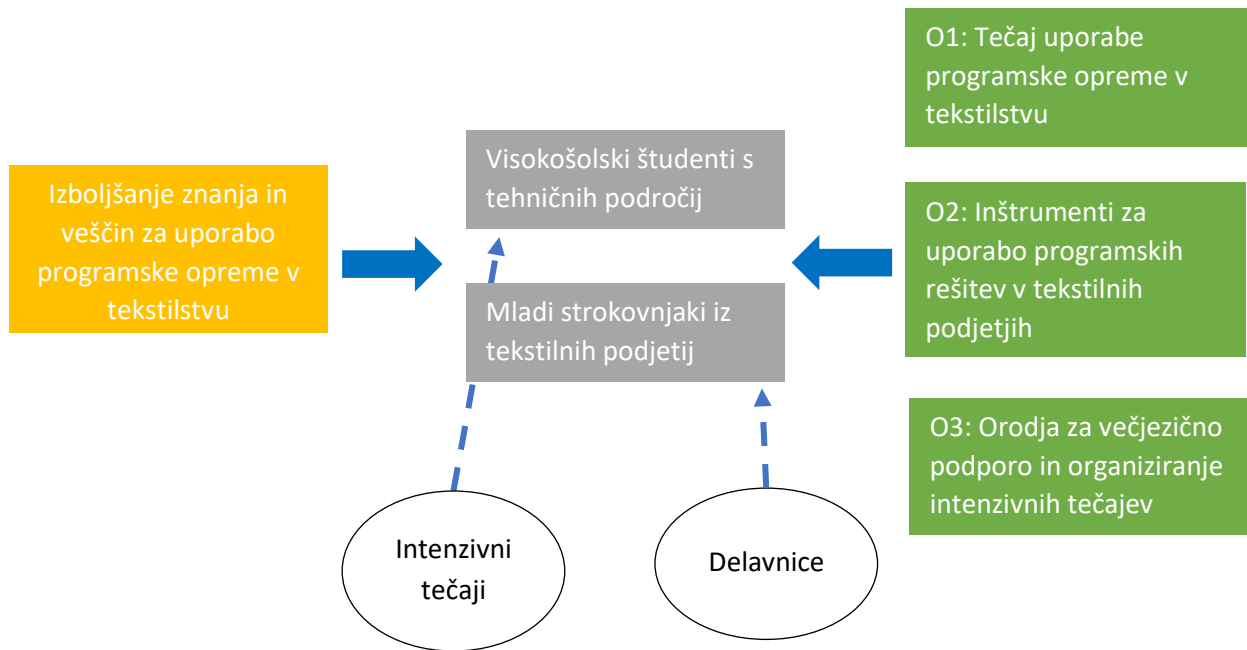 Izboljšanje znanja in
veščin za uporabo
programske opreme v
tekstilstvu
Visokošolski študenti s
tehničnih področij
Mladi strokovnjaki iz
tekstilnih podjetij
Intenzivni
tečaji
Delavnice
O1: Tečaj uporabe
programske opreme v
tekstilstvu
O2: Inštrumenti za
uporabo programskih
rešitev v tekstilnih
podjetjih
O3: Orodja za večjezično
podporo in organiziranje
intenzivnih tečajev